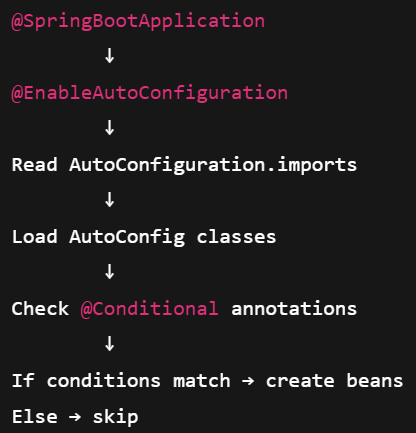 @SpringBootApplication
↓
@EnableAutoConfiguration
↓
Read AutoConfiguration.imports
↓
Load AutoConfig classes
↓
Check @Conditional annotations
↓
If conditions match → create beans
Else → skip